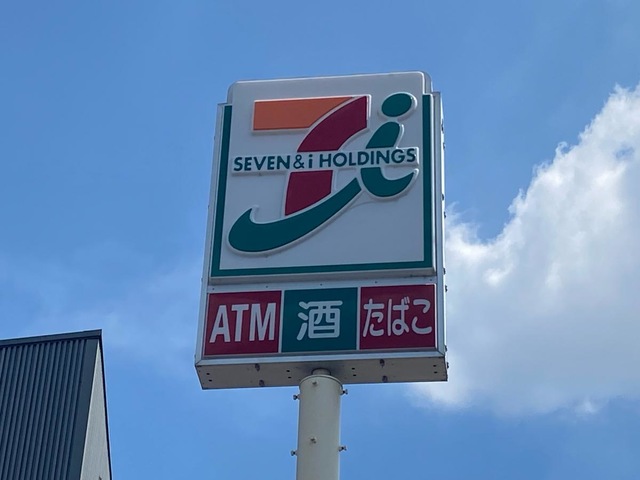 SEVEN & i HOLDINGS
ATM 酒 たばこ